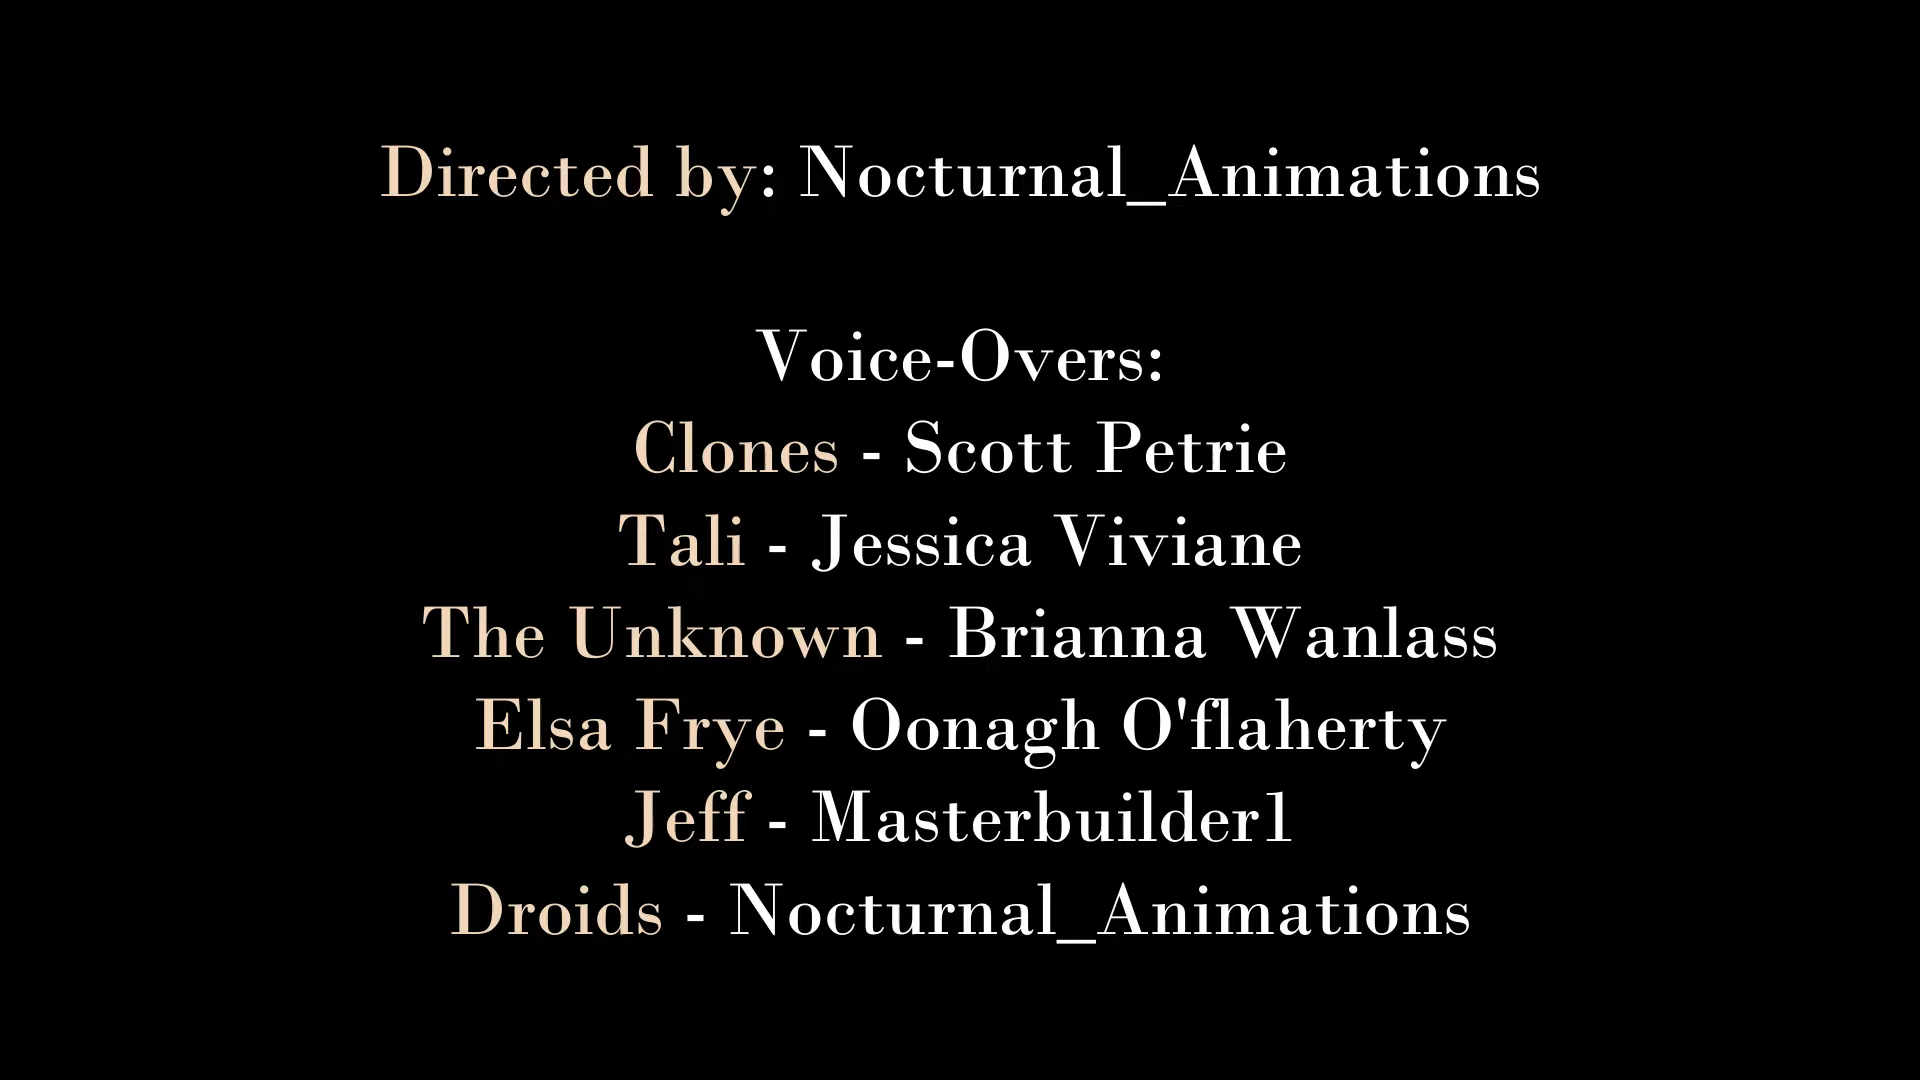 Directed by: Nocturnal_Animations
Voice-Overs:
Clones - Scott Petrie
Tali - Jessica Viviane
The Unknown - Brianna Wanlass
Elsa Frye - Oonagh O'flaherty
Jeff - Masterbuilder1
Droids - Nocturnal_Animations